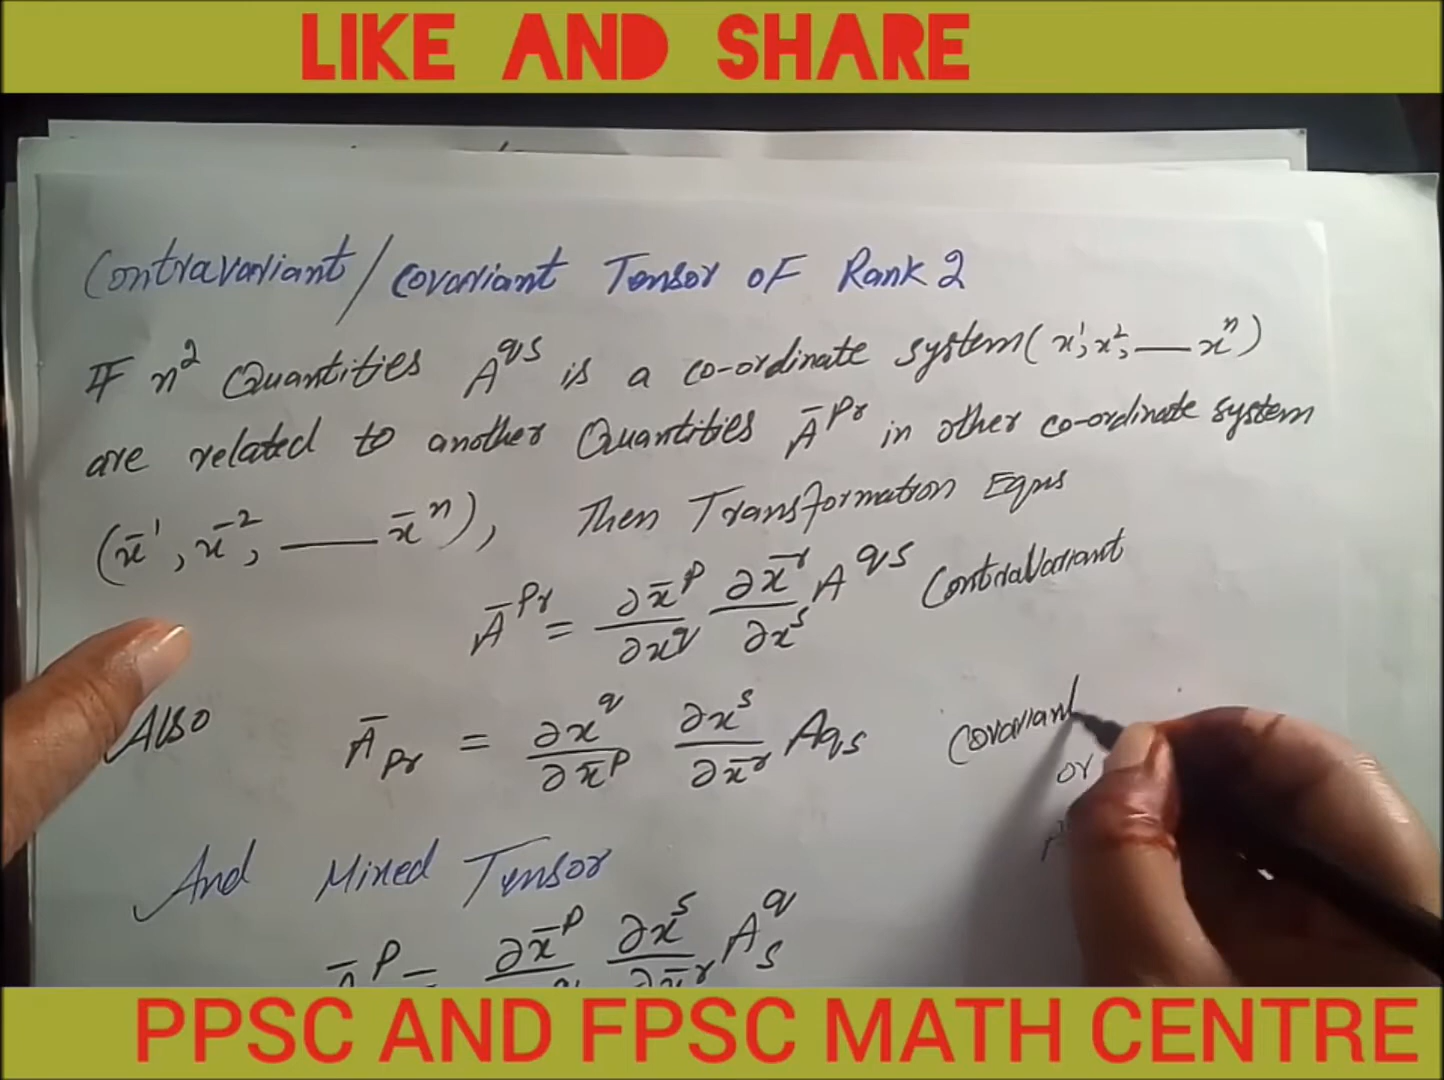 LIKE AND SHARE
Contravariant/covariant Tensor of Rank 2
If n² Quantities A^qs is a co-ordinate system (x¹, x², — xⁿ)
are related to another Quantities Ā^pr in other co-ordinate system
(x̄¹, x̄², — x̄ⁿ), Then Transformation Eqns
Ā^pr = ∂x̄^p/∂x^q ∂x̄^r/∂x^s A^qs Contravariant
Also Ā_pr = ∂x^q/∂x̄^p ∂x^s/∂x̄^r A_qs Covariant
or
And Mixed Tensor
Ā^p = ∂x̄^p ∂x^s/∂x̄^r A^q_s
PPSC AND FPSC MATH CENTRE